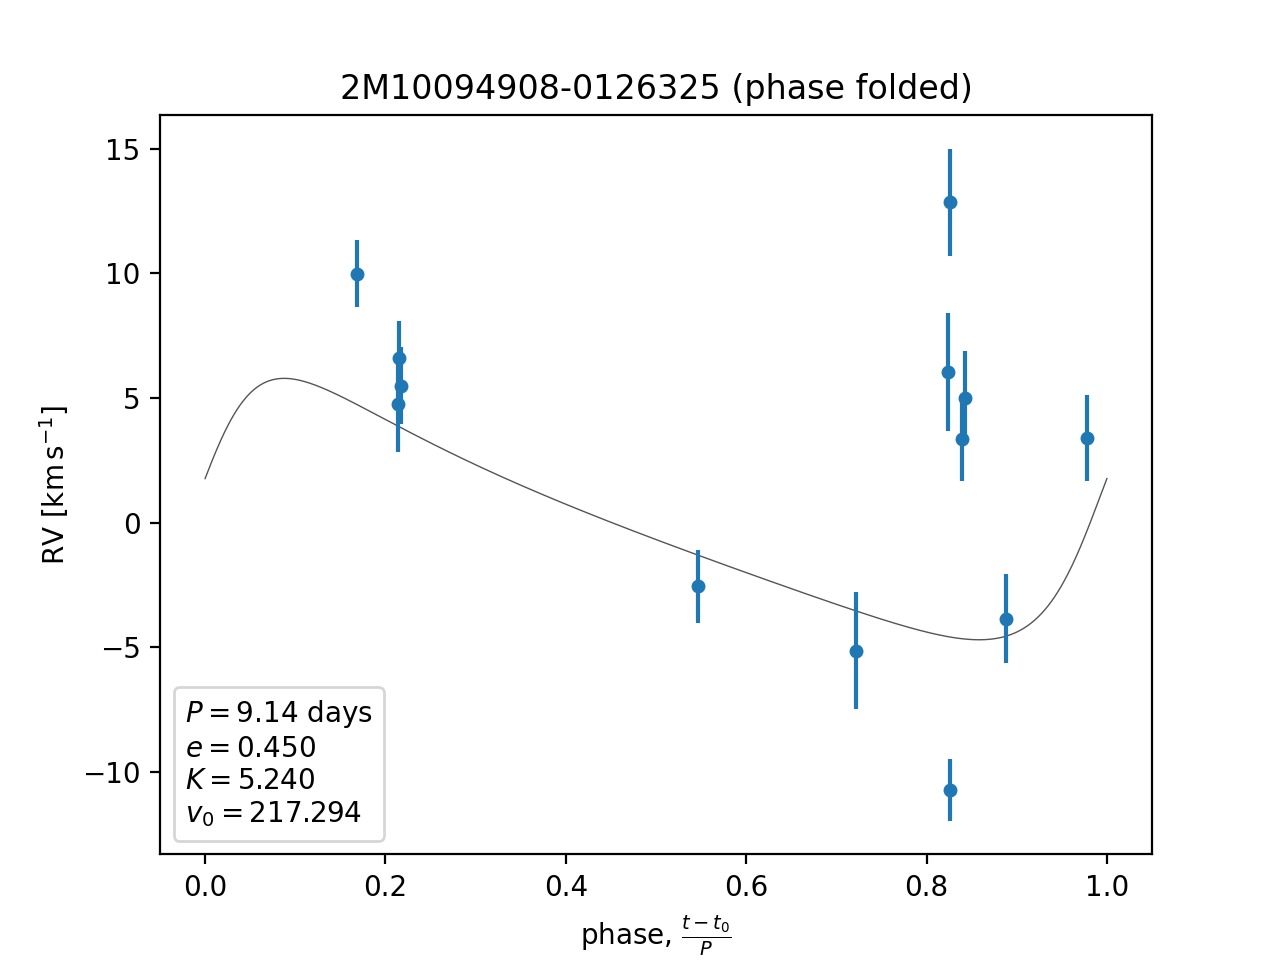 2M10094908-0126325 (phase folded)
15
10
5
0
−5
−10
RV [km s⁻¹]
P = 9.14 days
e = 0.450
K = 5.240
v₀ = 217.294
0.0 0.2 0.4 0.6 0.8 1.0
phase, (t − t₀)/P